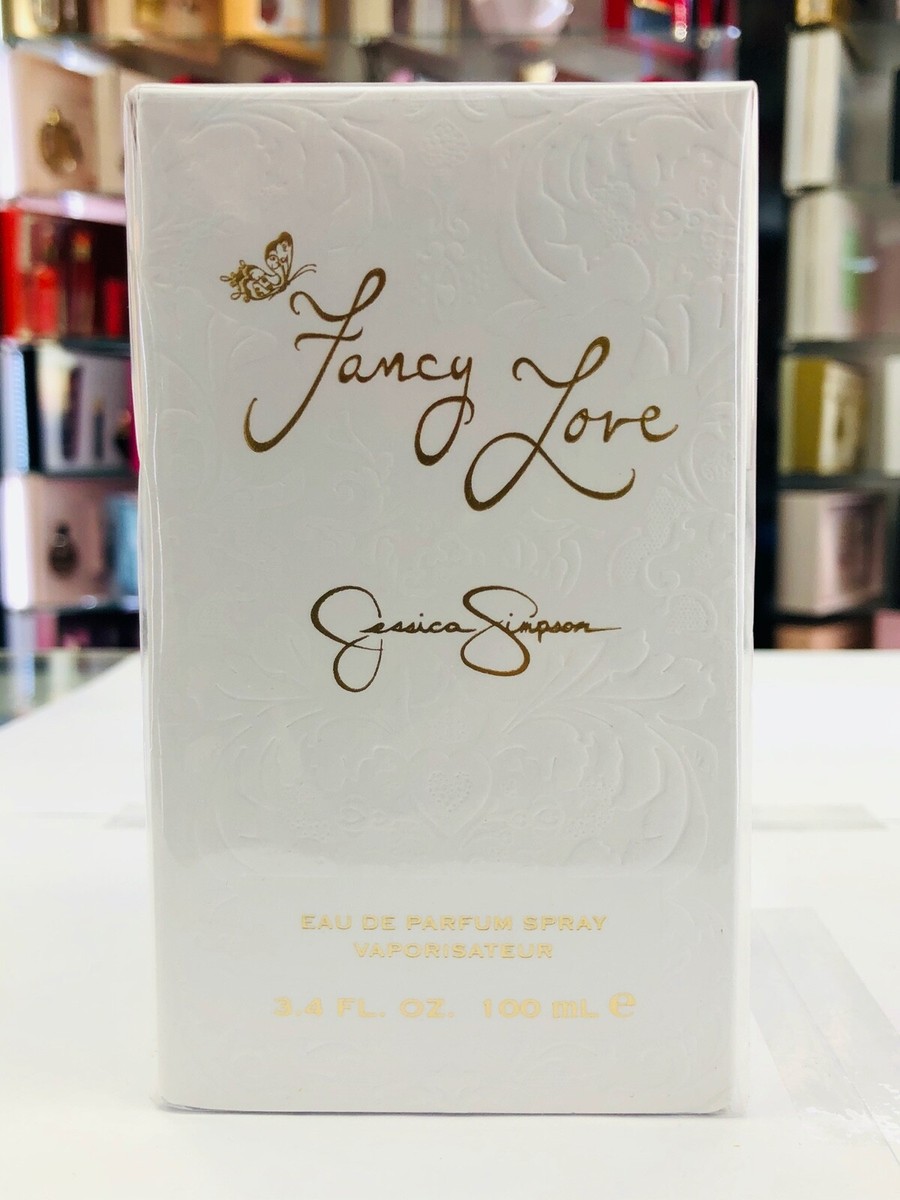 Fancy Love
Jessica Simpson
EAU DE PARFUM SPRAY
VAPORISATEUR
3.4 FL. OZ. 100 mL ℮